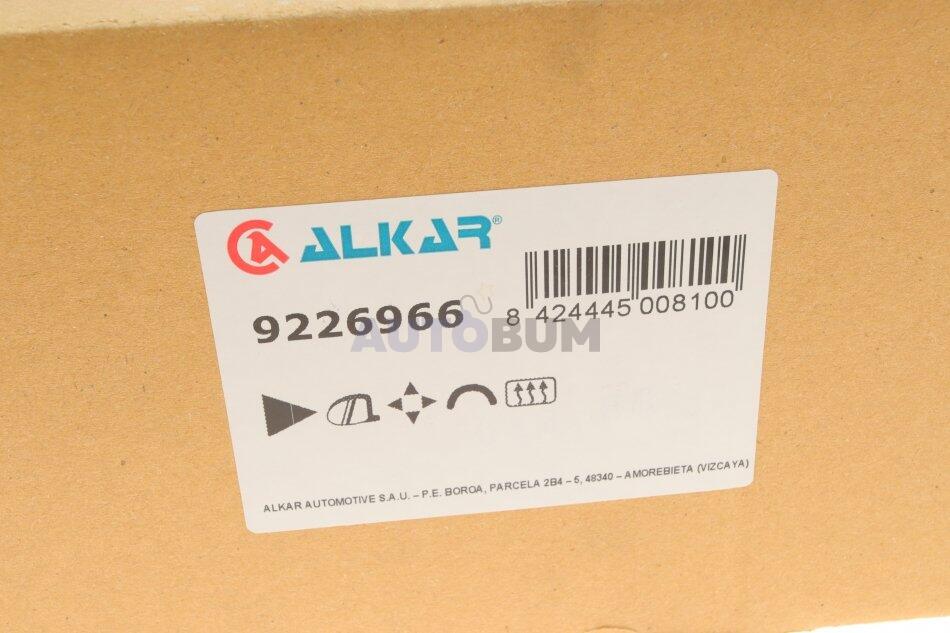 ALKAR®
9226966
8 424445 008100
AUTOBUM
ALKAR AUTOMOTIVE S.A.U. – P.E. BOROA, PARCELA 2B4 – 5, 48340 – AMOREBIETA (VIZCAYA)